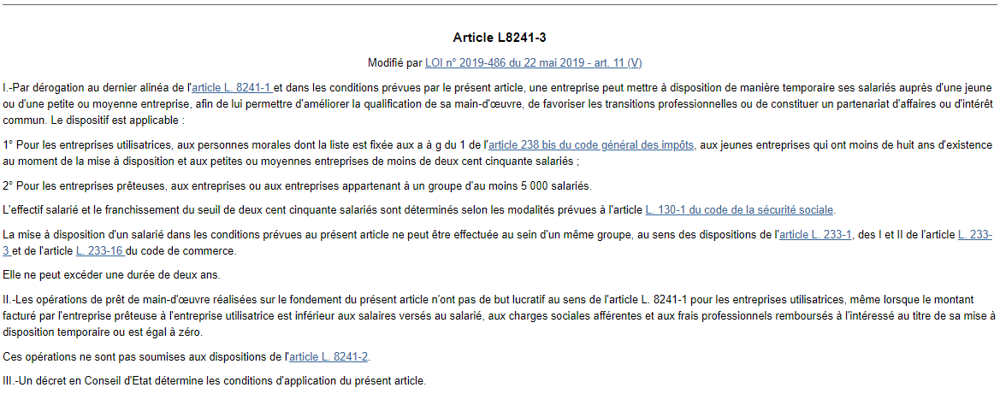 Article L8241-3
Modifié par LOI n° 2019-486 du 22 mai 2019 - art. 11 (V)
I.-Par dérogation au dernier alinéa de l'article L. 8241-1 et dans les conditions prévues par le présent article, une entreprise peut mettre à disposition de manière temporaire ses salariés auprès d'une jeune
ou d'une petite ou moyenne entreprise, afin de lui permettre d'améliorer la qualification de sa main-d'œuvre, de favoriser les transitions professionnelles ou de constituer un partenariat d'affaires ou d'intérêt
commun. Le dispositif est applicable :
1° Pour les entreprises utilisatrices, aux personnes morales dont la liste est fixée aux a à g du 1 de l'article 238 bis du code général des impôts, aux jeunes entreprises qui ont moins de huit ans d'existence
au moment de la mise à disposition et aux petites ou moyennes entreprises de moins de deux cent cinquante salariés ;
2° Pour les entreprises prêteuses, aux entreprises ou aux entreprises appartenant à un groupe d'au moins 5 000 salariés.
L'effectif salarié et le franchissement du seuil de deux cent cinquante salariés sont déterminés selon les modalités prévues à l'article L. 130-1 du code de la sécurité sociale.
La mise à disposition d'un salarié dans les conditions prévues au présent article ne peut être effectuée au sein d'un même groupe, au sens des dispositions de l'article L. 233-1, des I et II de l'article L. 233-
3 et de l'article L. 233-16 du code de commerce.
Elle ne peut excéder une durée de deux ans.
II.-Les opérations de prêt de main-d'œuvre réalisées sur le fondement du présent article n'ont pas de but lucratif au sens de l'article L. 8241-1 pour les entreprises utilisatrices, même lorsque le montant
facturé par l'entreprise prêteuse à l'entreprise utilisatrice est inférieur aux salaires versés au salarié, aux charges sociales afférentes et aux frais professionnels remboursés à l'intéressé au titre de sa mise à
disposition temporaire ou est égal à zéro.
Ces opérations ne sont pas soumises aux dispositions de l'article L. 8241-2.
III.-Un décret en Conseil d'Etat détermine les conditions d'application du présent article.